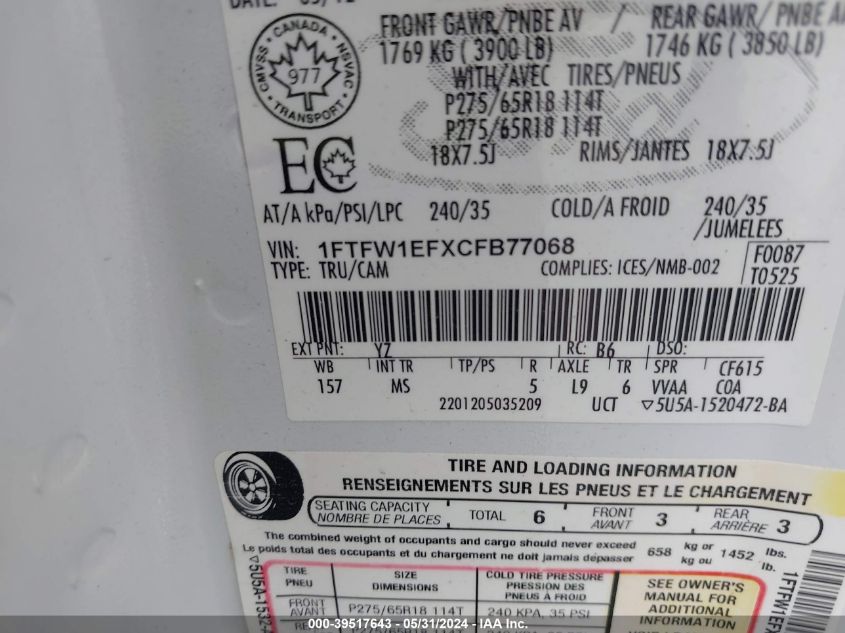 FRONT GAWR/PNBE AV / REAR GAWR/ PNBE
1769 KG ( 3900 LB) 1746 KG ( 3850 LB)
WITH/AVEC TIRES/PNEUS
P275/65R18 114T
P275/65R18 114T
18X7.5J RIMS/JANTES 18X7.5J
CMVSS NSVAC
977
TRANSPORT
EC
AT/A kPa/PSI/LPC 240/35 COLD/A FROID 240/35
/JUMELEES
VIN: 1FTFW1EFXCFB77068 F0087
TYPE: TRU/CAM COMPLIES: ICES/NMB-002 T0525
EXT PNT: YZ RC: B6 DSO:
WB INT TR TP/PS R AXLE TR SPR CF615
157 MS 5 L9 6 VVAA COA
2201205035209 UCT ▽5U5A-1520472-BA
TIRE AND LOADING INFORMATION
RENSEIGNEMENTS SUR LES PNEUS ET LE CHARGEMENT
SEATING CAPACITY TOTAL 6 FRONT 3 REAR 3
NOMBRE DE PLACES AVANT ARRIÈRE
The combined weight of occupants and cargo should never exceed 658 kg or 1452 lbs.
Le poids total des occupants et du chargement ne doit jamais dépasser kg ou lb.
TIRE SIZE COLD TIRE PRESSURE SEE OWNER'S
PNEU DIMENSIONS PRESSION DES MANUAL FOR
PNEUS À FROID ADDITIONAL
FRONT P275/65R18 114T 240 KPA, 35 PSI INFORMATION
AVANT
▽5U5A-1532
1FTFW1EF
000-39517643 - 05/31/2024 - COPART